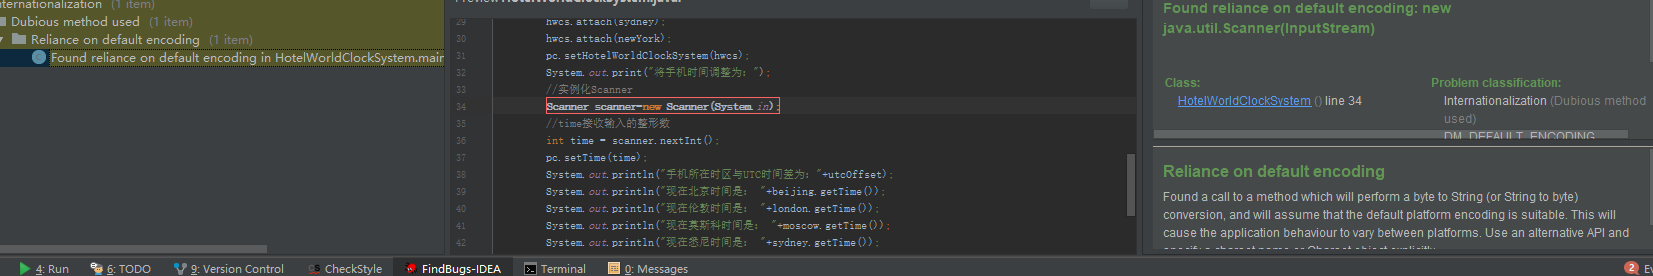 nternationalization (1 item)
Dubious method used (1 item)
Reliance on default encoding (1 item)
Found reliance on default encoding in HotelWorldClockSystem.main
29 hwcs.attach(sydney);
30 hwcs.attach(newYork);
31 pc.setHotelWorldClockSystem(hwcs);
32 System.out.print("将手机时间调整为：");
33 //实例化Scanner
34 Scanner scanner=new Scanner(System.in);
35 //time接收输入的整形数
36 int time = scanner.nextInt();
37 pc.setTime(time);
38 System.out.println("手机所在时区与UTC时间差为："+utcOffset);
39 System.out.println("现在北京时间是： "+beijing.getTime());
40 System.out.println("现在伦敦时间是： "+london.getTime());
41 System.out.println("现在莫斯科时间是： "+moscow.getTime());
42 System.out.println("现在悉尼时间是： "+sydney.getTime());
Found reliance on default encoding: new
java.util.Scanner(InputStream)
Class:
HotelWorldClockSystem () line 34
Problem classification:
Internationalization (Dubious method
used)
DM_DEFAULT_ENCODING
Reliance on default encoding
Found a call to a method which will perform a byte to String (or String to byte)
conversion, and will assume that the default platform encoding is suitable. This will
cause the application behaviour to vary between platforms. Use an alternative API and
specify a charset name or Charset object explicitly.
4: Run
6: TODO
9: Version Control
CheckStyle
FindBugs-IDEA
Terminal
0: Messages
2 Ev